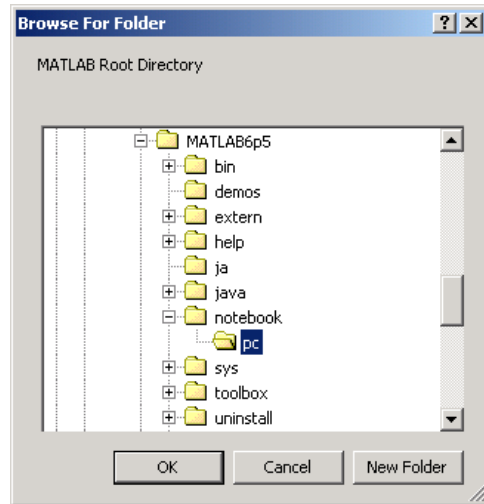 Browse For Folder
MATLAB Root Directory
MATLAB6p5
bin
demos
extern
help
ja
java
notebook
pc
sys
toolbox
uninstall
OK Cancel New Folder